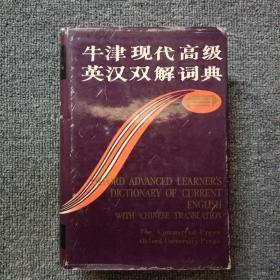 牛津现代高级
英汉双解词典
OXFORD ADVANCED LEARNER'S
DICTIONARY OF CURRENT
ENGLISH
WITH CHINESE TRANSLATION
The Commercial Press
Oxford University Press